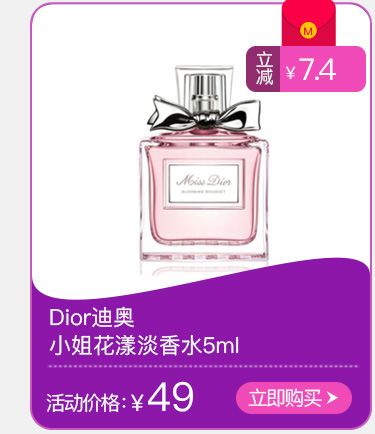 M
立减 ¥7.4
Miss Dior
BLOOMING BOUQUET
Dior迪奥
小姐花漾淡香水5ml
活动价格:¥49
立即购买